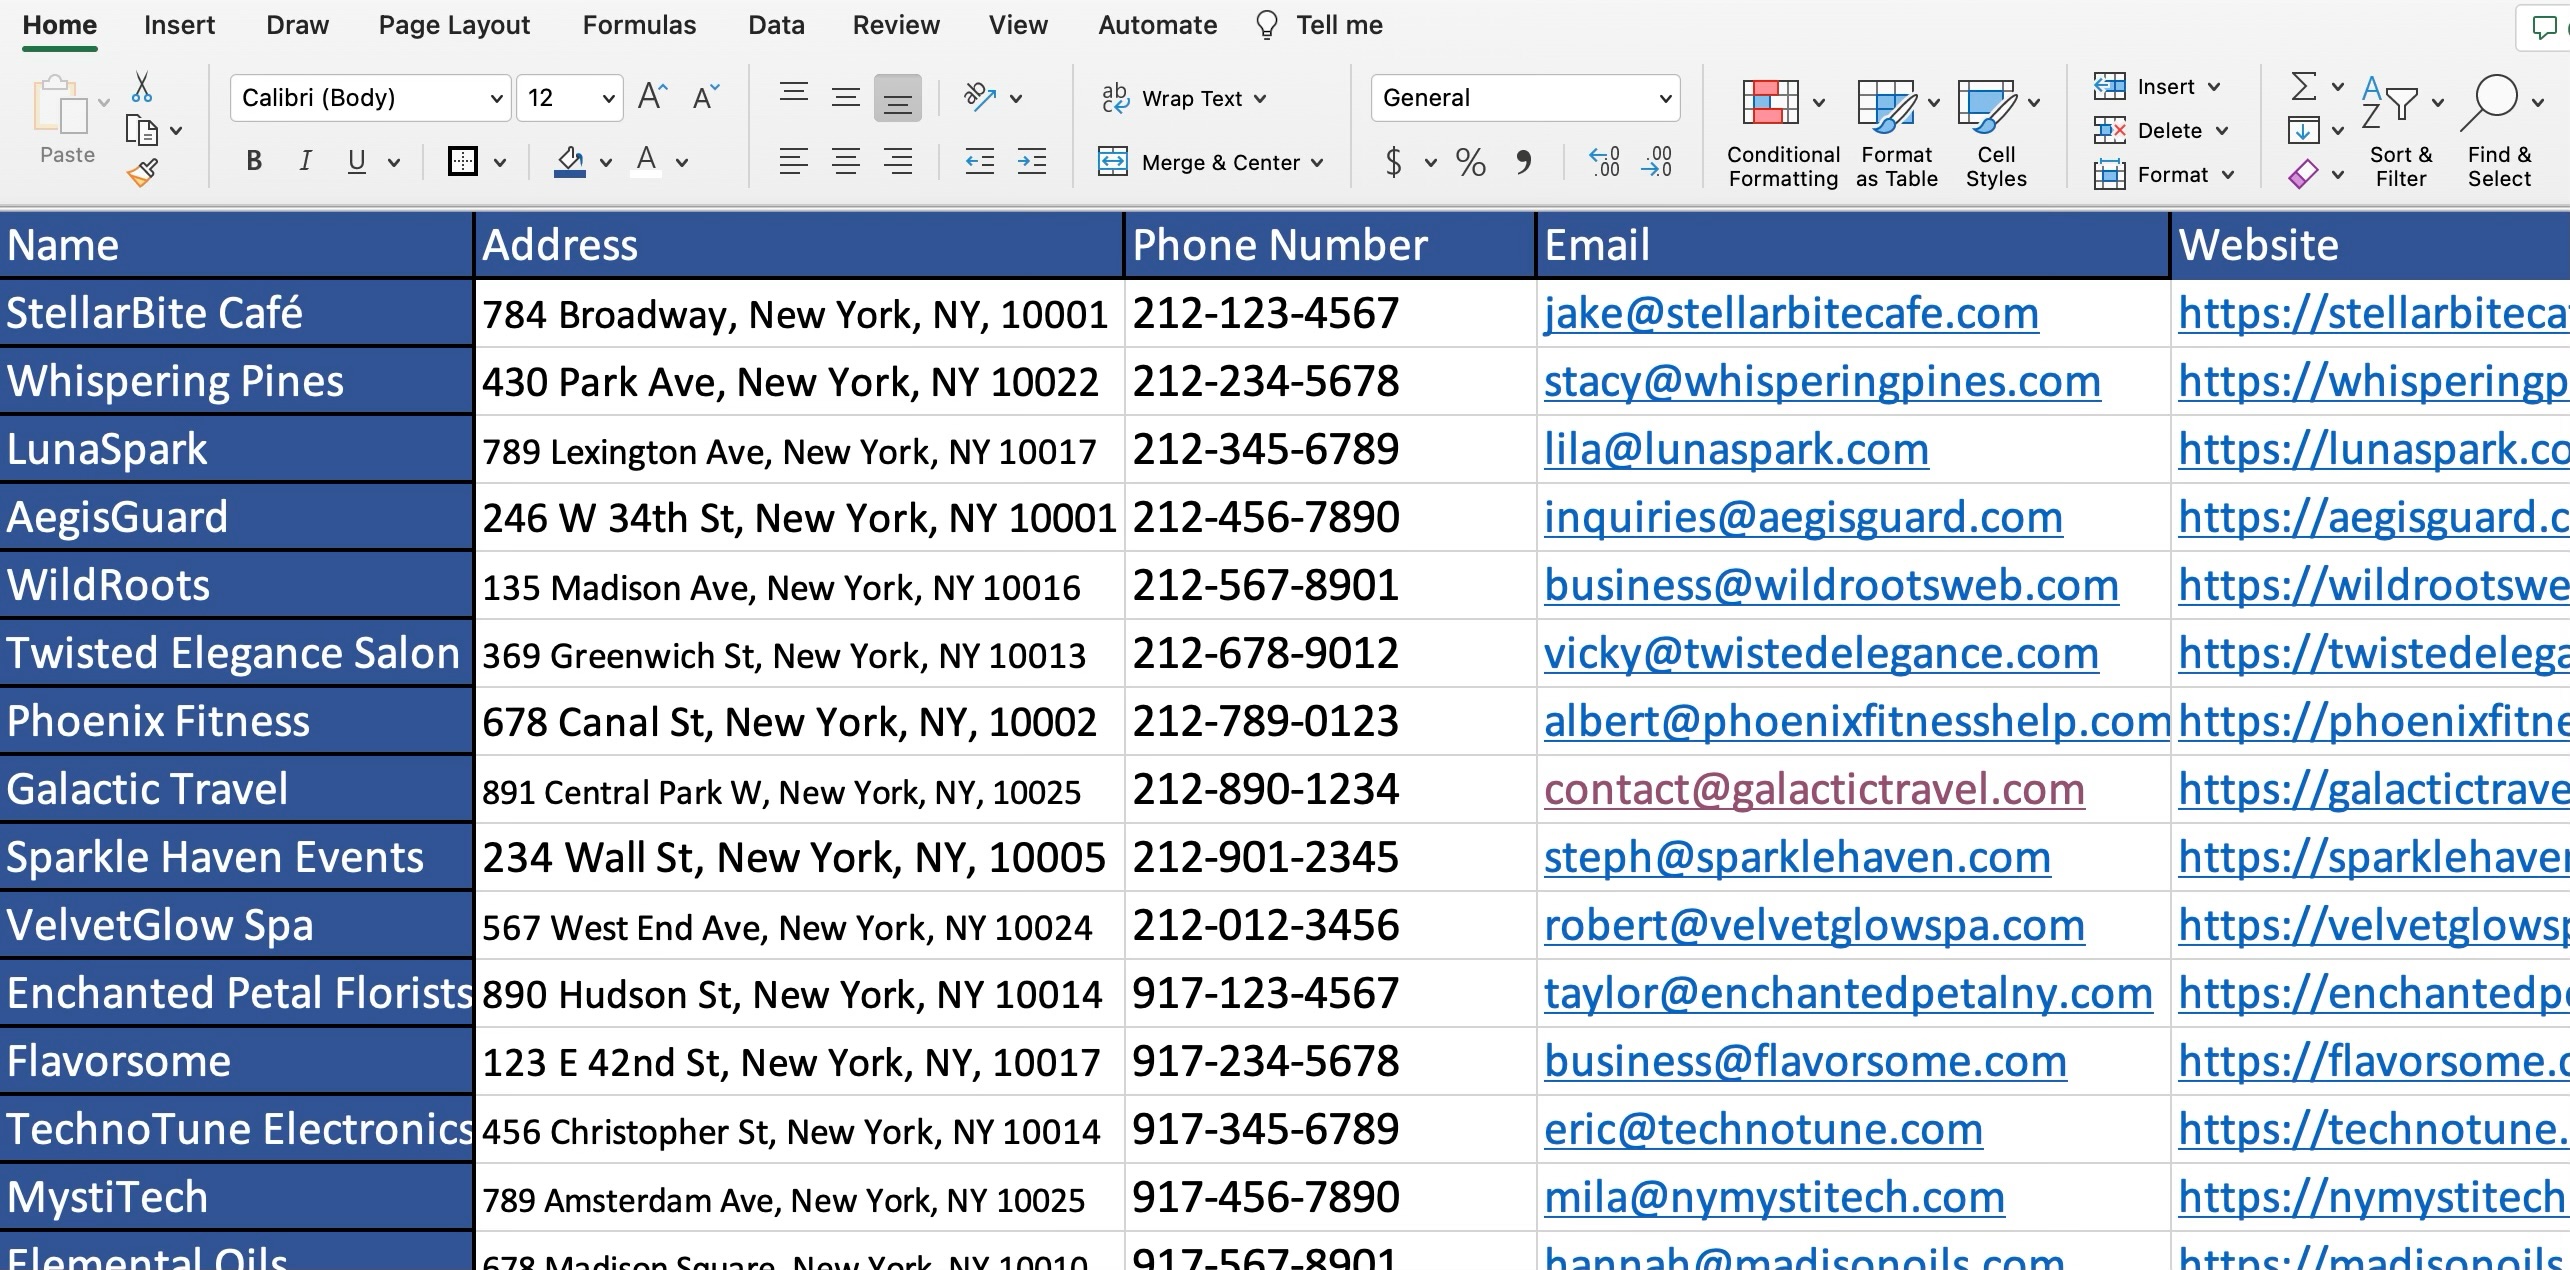 Home Insert Draw Page Layout Formulas Data Review View Automate Tell me
Calibri (Body) 12 A A ab Wrap Text General Insert
Paste Delete
B I U A Merge & Center $ % , .00 .00 Conditional Formatting Format as Table Cell Styles Format Sort & Filter Find & Select
Name Address Phone Number Email Website
StellarBite Café 784 Broadway, New York, NY, 10001 212-123-4567 jake@stellarbitecafe.com https://stellarbiteca
Whispering Pines 430 Park Ave, New York, NY 10022 212-234-5678 stacy@whisperingpines.com https://whisperingp
LunaSpark 789 Lexington Ave, New York, NY 10017 212-345-6789 lila@lunaspark.com https://lunaspark.co
AegisGuard 246 W 34th St, New York, NY 10001 212-456-7890 inquiries@aegisguard.com https://aegisguard.c
WildRoots 135 Madison Ave, New York, NY 10016 212-567-8901 business@wildrootsweb.com https://wildrootswe
Twisted Elegance Salon 369 Greenwich St, New York, NY 10013 212-678-9012 vicky@twistedelegance.com https://twistedelega
Phoenix Fitness 678 Canal St, New York, NY, 10002 212-789-0123 albert@phoenixfitnesshelp.com https://phoenixfitne
Galactic Travel 891 Central Park W, New York, NY, 10025 212-890-1234 contact@galactictravel.com https://galactictrave
Sparkle Haven Events 234 Wall St, New York, NY, 10005 212-901-2345 steph@sparklehaven.com https://sparklehaven
VelvetGlow Spa 567 West End Ave, New York, NY 10024 212-012-3456 robert@velvetglowspa.com https://velvetglowsp
Enchanted Petal Florists 890 Hudson St, New York, NY 10014 917-123-4567 taylor@enchantedpetalny.com https://enchantedpe
Flavorsome 123 E 42nd St, New York, NY, 10017 917-234-5678 business@flavorsome.com https://flavorsome.c
TechnoTune Electronics 456 Christopher St, New York, NY 10014 917-345-6789 eric@technotune.com https://technotune.
MystiTech 789 Amsterdam Ave, New York, NY 10025 917-456-7890 mila@nymystitech.com https://nymystitech
Elemental Oils 678 Madison Square, New York, NY 10010 917-567-8901 hannah@madisonoils.com https://madisonoils